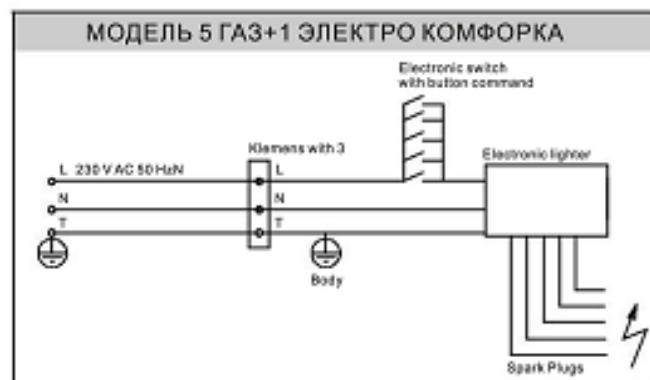 МОДЕЛЬ 5 ГАЗ+1 ЭЛЕКТРО КОМФОРКА
Electronic switch
with button command
Klemens with 3
Electronic lighter
L 230 V AC 50 HzN
L
N
N
T
T
Body
Spark Plugs